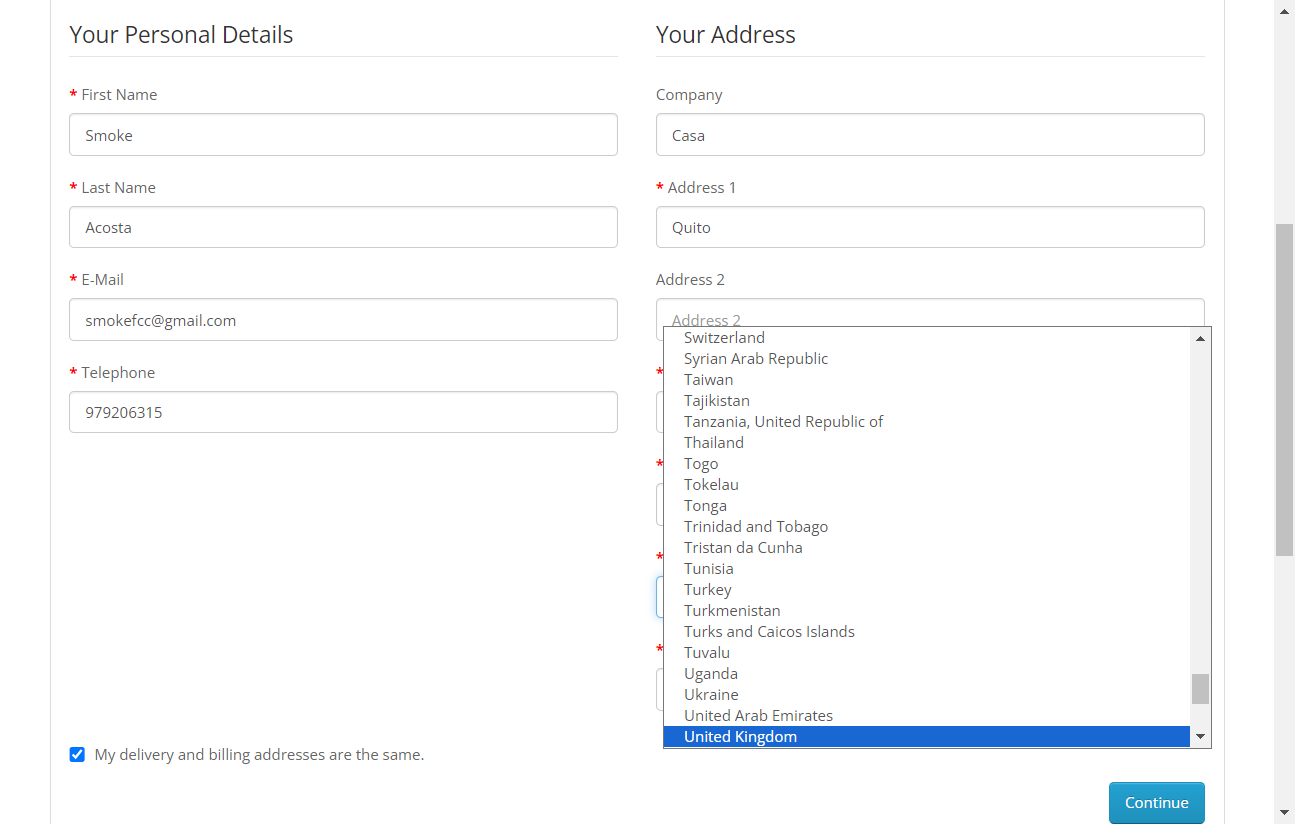 Your Personal Details
* First Name
Smoke
* Last Name
Acosta
* E-Mail
smokefcc@gmail.com
* Telephone
979206315
Your Address
Company
Casa
* Address 1
Quito
Address 2
Address 2
*
*
*
*
Switzerland
Syrian Arab Republic
Taiwan
Tajikistan
Tanzania, United Republic of
Thailand
Togo
Tokelau
Tonga
Trinidad and Tobago
Tristan da Cunha
Tunisia
Turkey
Turkmenistan
Turks and Caicos Islands
Tuvalu
Uganda
Ukraine
United Arab Emirates
United Kingdom
My delivery and billing addresses are the same.
Continue